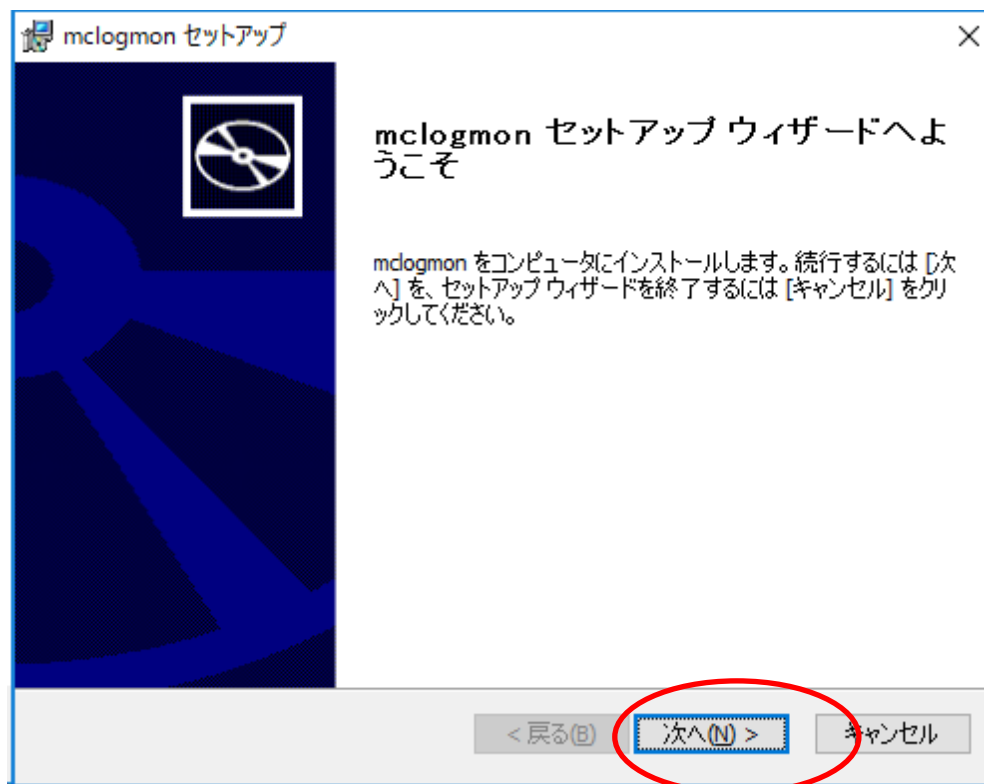 mclogmon セットアップ
mclogmon セットアップ ウィザードへよ
うこそ
mclogmon をコンピュータにインストールします。続行するには [次
へ] を、セットアップ ウィザードを終了するには [キャンセル] をクリ
ックしてください。
< 戻る(B) 次へ(N) > キャンセル